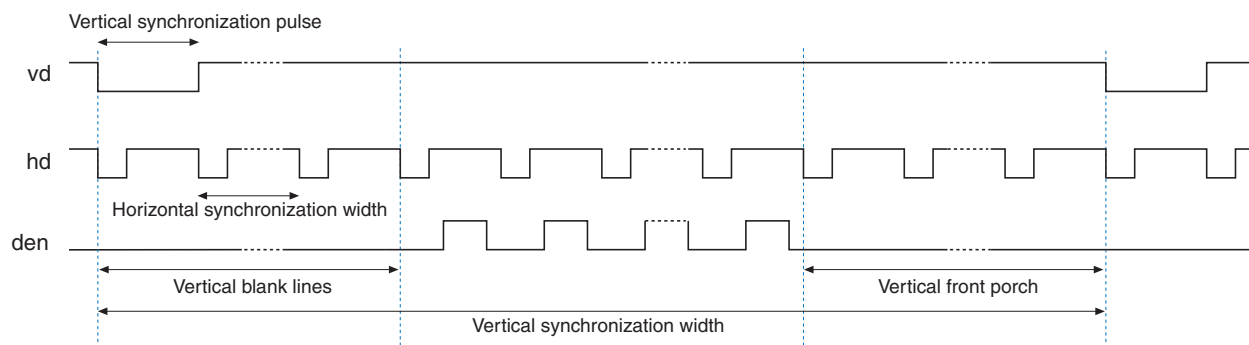 Vertical synchronization pulse
vd
hd
Horizontal synchronization width
den
Vertical blank lines
Vertical front porch
Vertical synchronization width